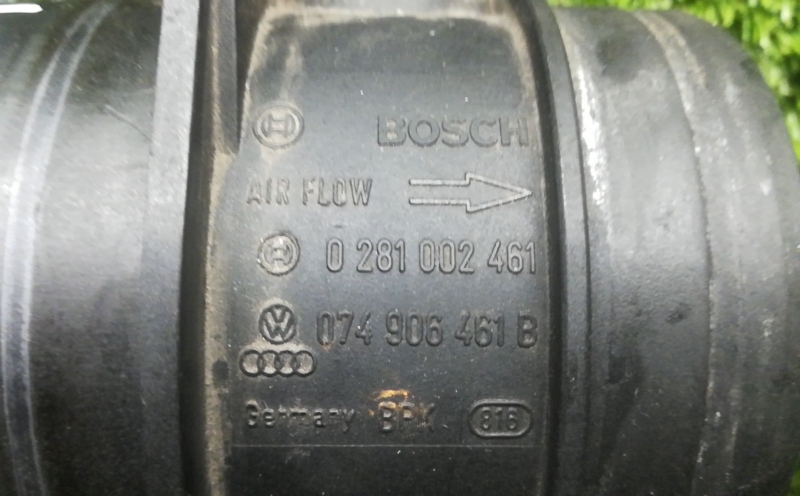 BOSCH
AIR FLOW
0 281 002 461
074 906 461 B
Germany BPK 816